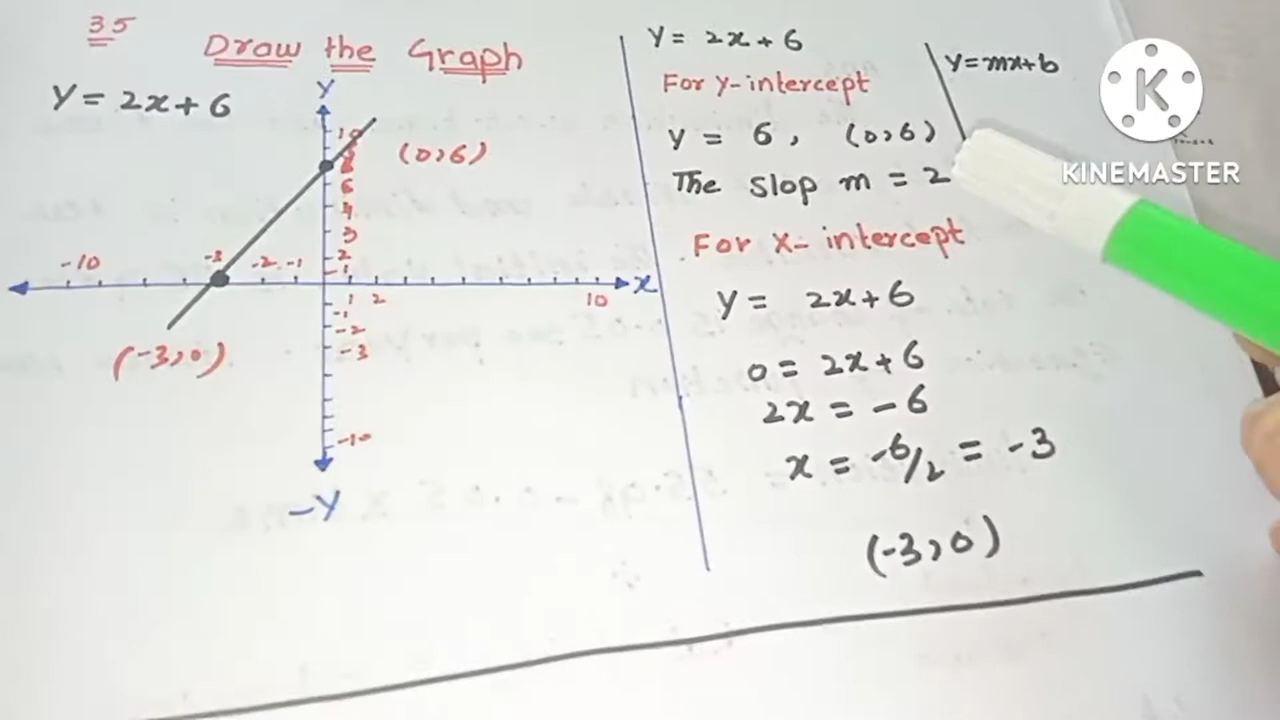 35
Draw the Graph
Y = 2x + 6
Y
10
(0,6)
6
4
3
2
1
-10
-3
-2
-1
1
2
10
X
-1
-2
-3
-10
(-3,0)
-Y
Y = 2x + 6
Y=mx+b
For Y-intercept
Y = 6, (0,6)
The Slop m = 2
For X-intercept
Y = 2x+6
0 = 2x+6
2x = -6
x = -6/2 = -3
(-3,0)
K
KINEMASTER